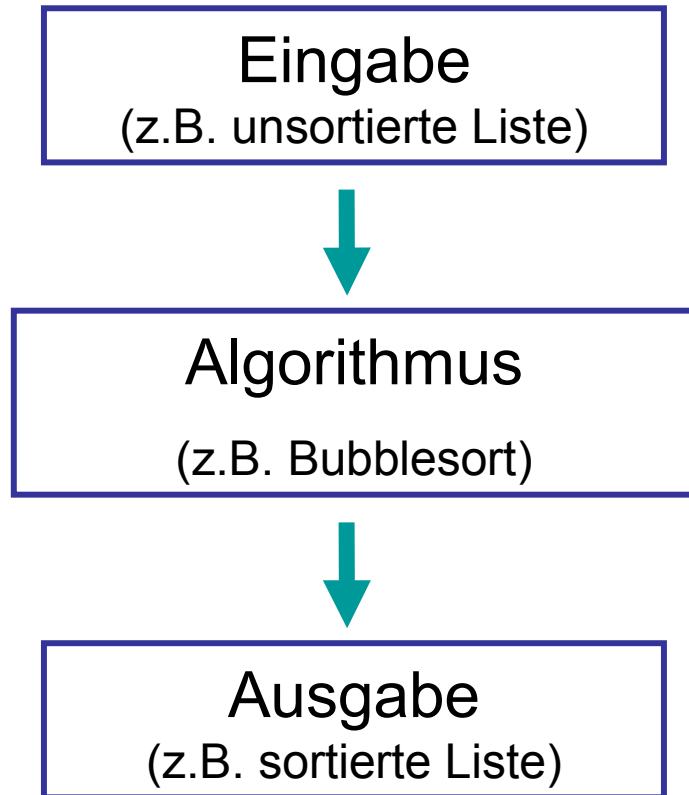 Eingabe
(z.B. unsortierte Liste)
Algorithmus
(z.B. Bubblesort)
Ausgabe
(z.B. sortierte Liste)